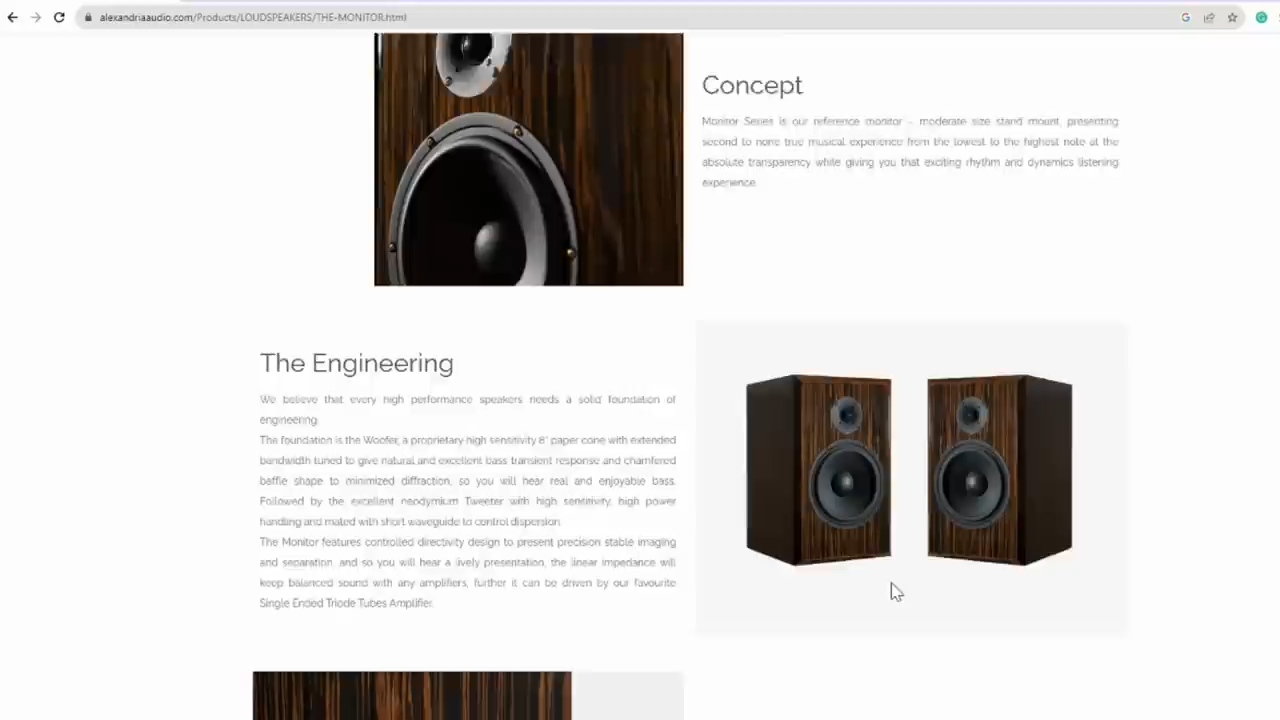 alexandriaaudio.com/Products/LOUDSPEAKERS/THE-MONITOR.html
Concept
Monitor Series is our reference monitor - moderate size stand mount, presenting
second to none true musical experience from the lowest to the highest note at the
absolute transparency while giving you that exciting rhythm and dynamics listening
experience.
The Engineering
We believe that every high performance speakers needs a solid foundation of
engineering.
The foundation is the Woofer, a proprietary high sensitivity 8" paper cone with extended
bandwidth tuned to give natural and excellent bass transient response and chamfered
baffle shape to minimized diffraction, so you will hear real and enjoyable bass.
Followed by the excellent neodymium Tweeter with high sensitivity, high power
handling and mated with short waveguide to control dispersion.
The Monitor features controlled directivity design to present precision stable imaging
and separation, and so you will hear a lively presentation, the linear impedance will
keep balanced sound with any amplifiers, further it can be driven by our favourite
Single Ended Triode Tubes Amplifier.